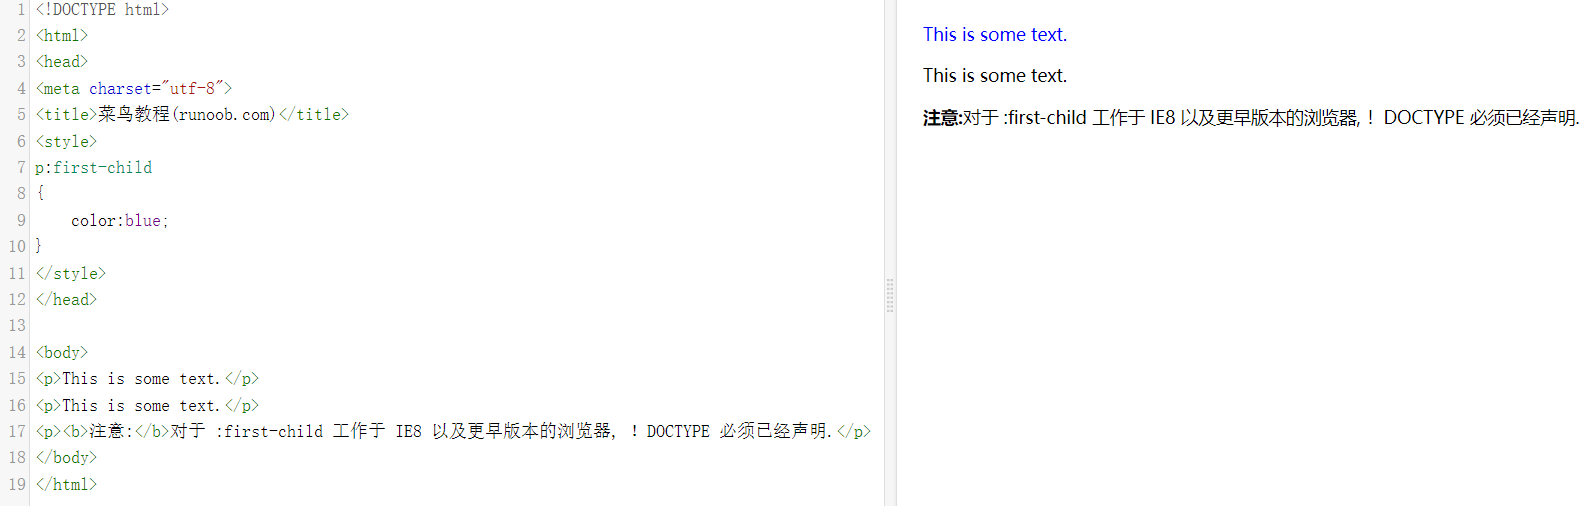 1 <!DOCTYPE html>
2 <html>
3 <head>
4 <meta charset="utf-8">
5 <title>菜鸟教程(runoob.com)</title>
6 <style>
7 p:first-child
8 {
9 color:blue;
10 }
11 </style>
12 </head>
13
14 <body>
15 <p>This is some text.</p>
16 <p>This is some text.</p>
17 <p><b>注意:</b>对于 :first-child 工作于 IE8 以及更早版本的浏览器, ！DOCTYPE 必须已经声明.</p>
18 </body>
19 </html>
This is some text.
This is some text.
注意:对于 :first-child 工作于 IE8 以及更早版本的浏览器,！DOCTYPE 必须已经声明.